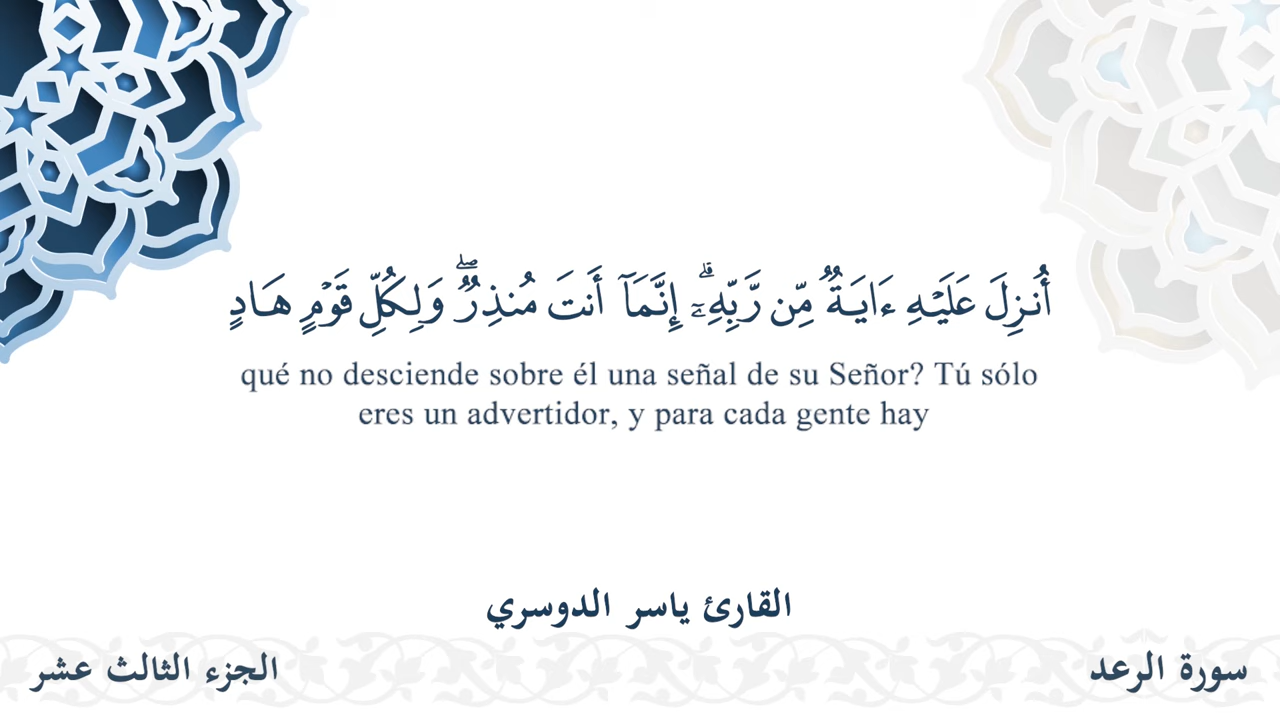 أُنزِلَ عَلَيۡهِ ءَايَةٞ مِّن رَّبِّهِۦٓۗ إِنَّمَآ أَنتَ مُنذِرٞۖ وَلِكُلِّ قَوۡمٍ هَادٍ
qué no desciende sobre él una señal de su Señor? Tú sólo
eres un advertidor, y para cada gente hay
القارئ ياسر الدوسري
سورة الرعد
الجزء الثالث عشر